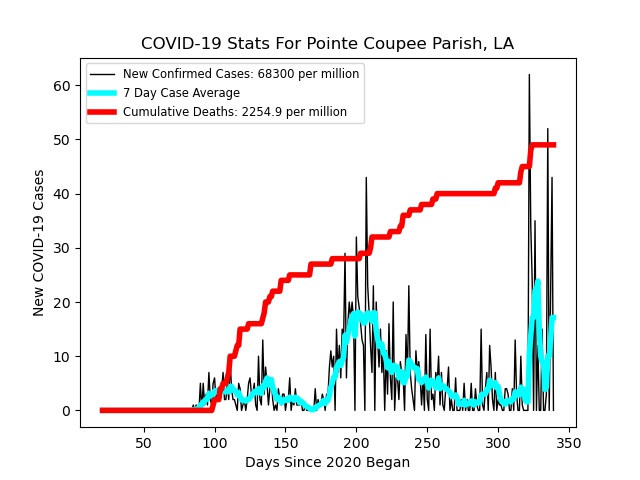 COVID-19 Stats For Pointe Coupee Parish, LA
New Confirmed Cases: 68300 per million
7 Day Case Average
Cumulative Deaths: 2254.9 per million
New COVID-19 Cases
60
50
40
30
20
10
0
50 100 150 200 250 300 350
Days Since 2020 Began